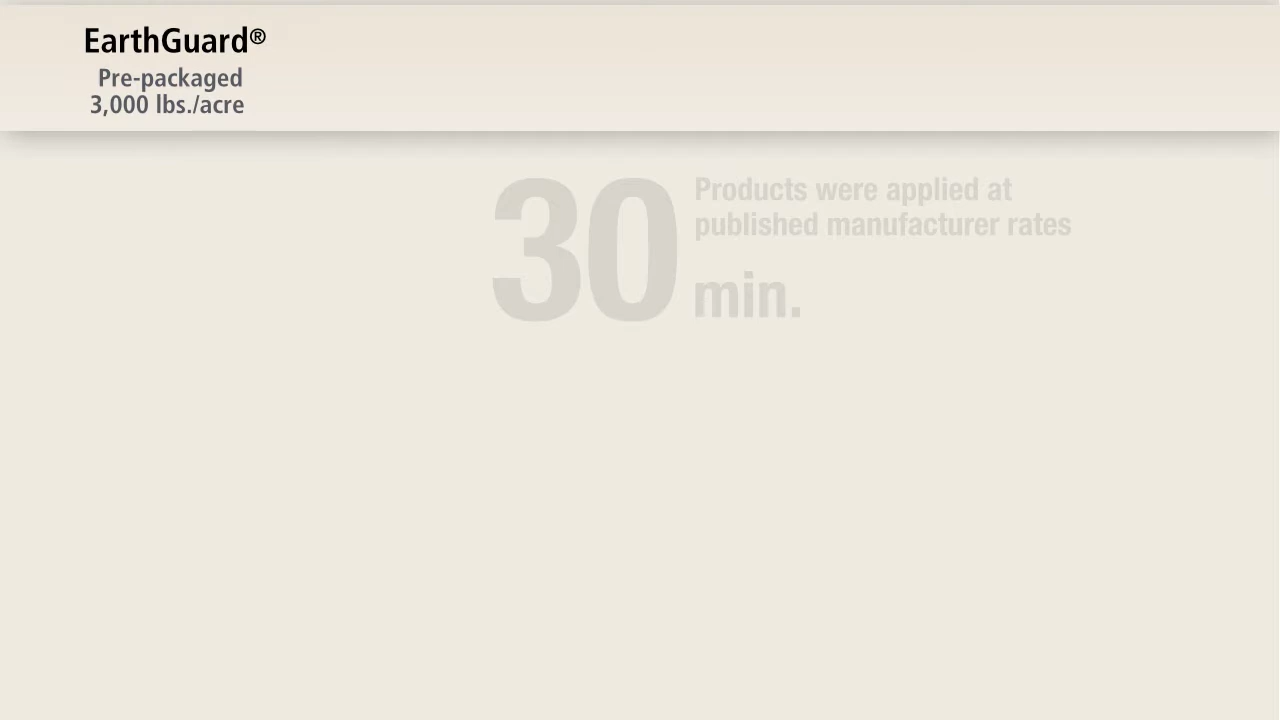 EarthGuard®
Pre-packaged
3,000 lbs./acre
30
Products were applied at
published manufacturer rates
min.